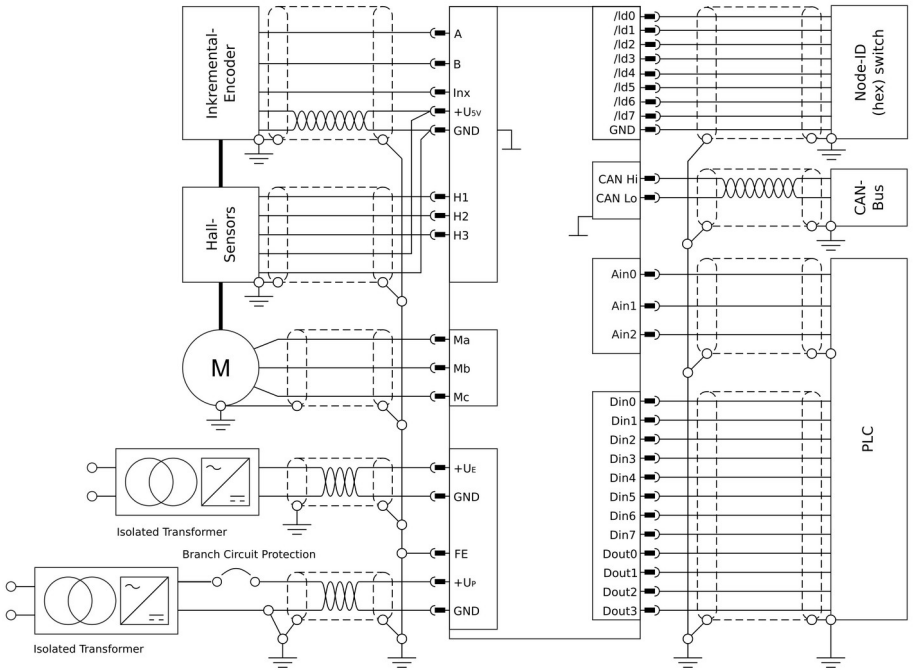 Inkremental-
Encoder
A
B
Inx
+U5V
GND
Hall-
Sensors
H1
H2
H3
M
Ma
Mb
Mc
+UE
GND
Isolated Transformer
Branch Circuit Protection
FE
+UP
GND
Isolated Transformer
/Id0
/Id1
/Id2
/Id3
/Id4
/Id5
/Id6
/Id7
GND
Node-ID
(hex) switch
CAN Hi
CAN Lo
CAN-
Bus
Ain0
Ain1
Ain2
Din0
Din1
Din2
Din3
Din4
Din5
Din6
Din7
Dout0
Dout1
Dout2
Dout3
PLC